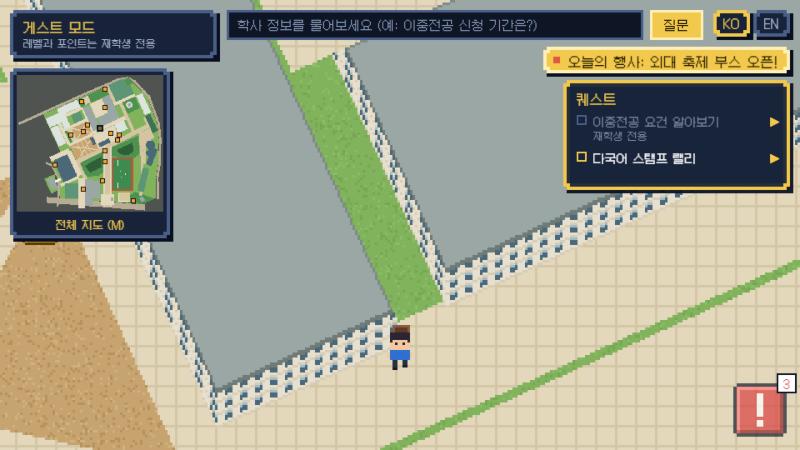 게스트 모드
레벨과 포인트는 재학생 전용
학사 정보를 물어보세요 (예: 이중전공 신청 기간은?)
질문
KO
EN
오늘의 행사: 외대 축제 부스 오픈!
전체 지도 (M)
퀘스트
이중전공 요건 알아보기
재학생 전용
다국어 스탬프 랠리
3
!